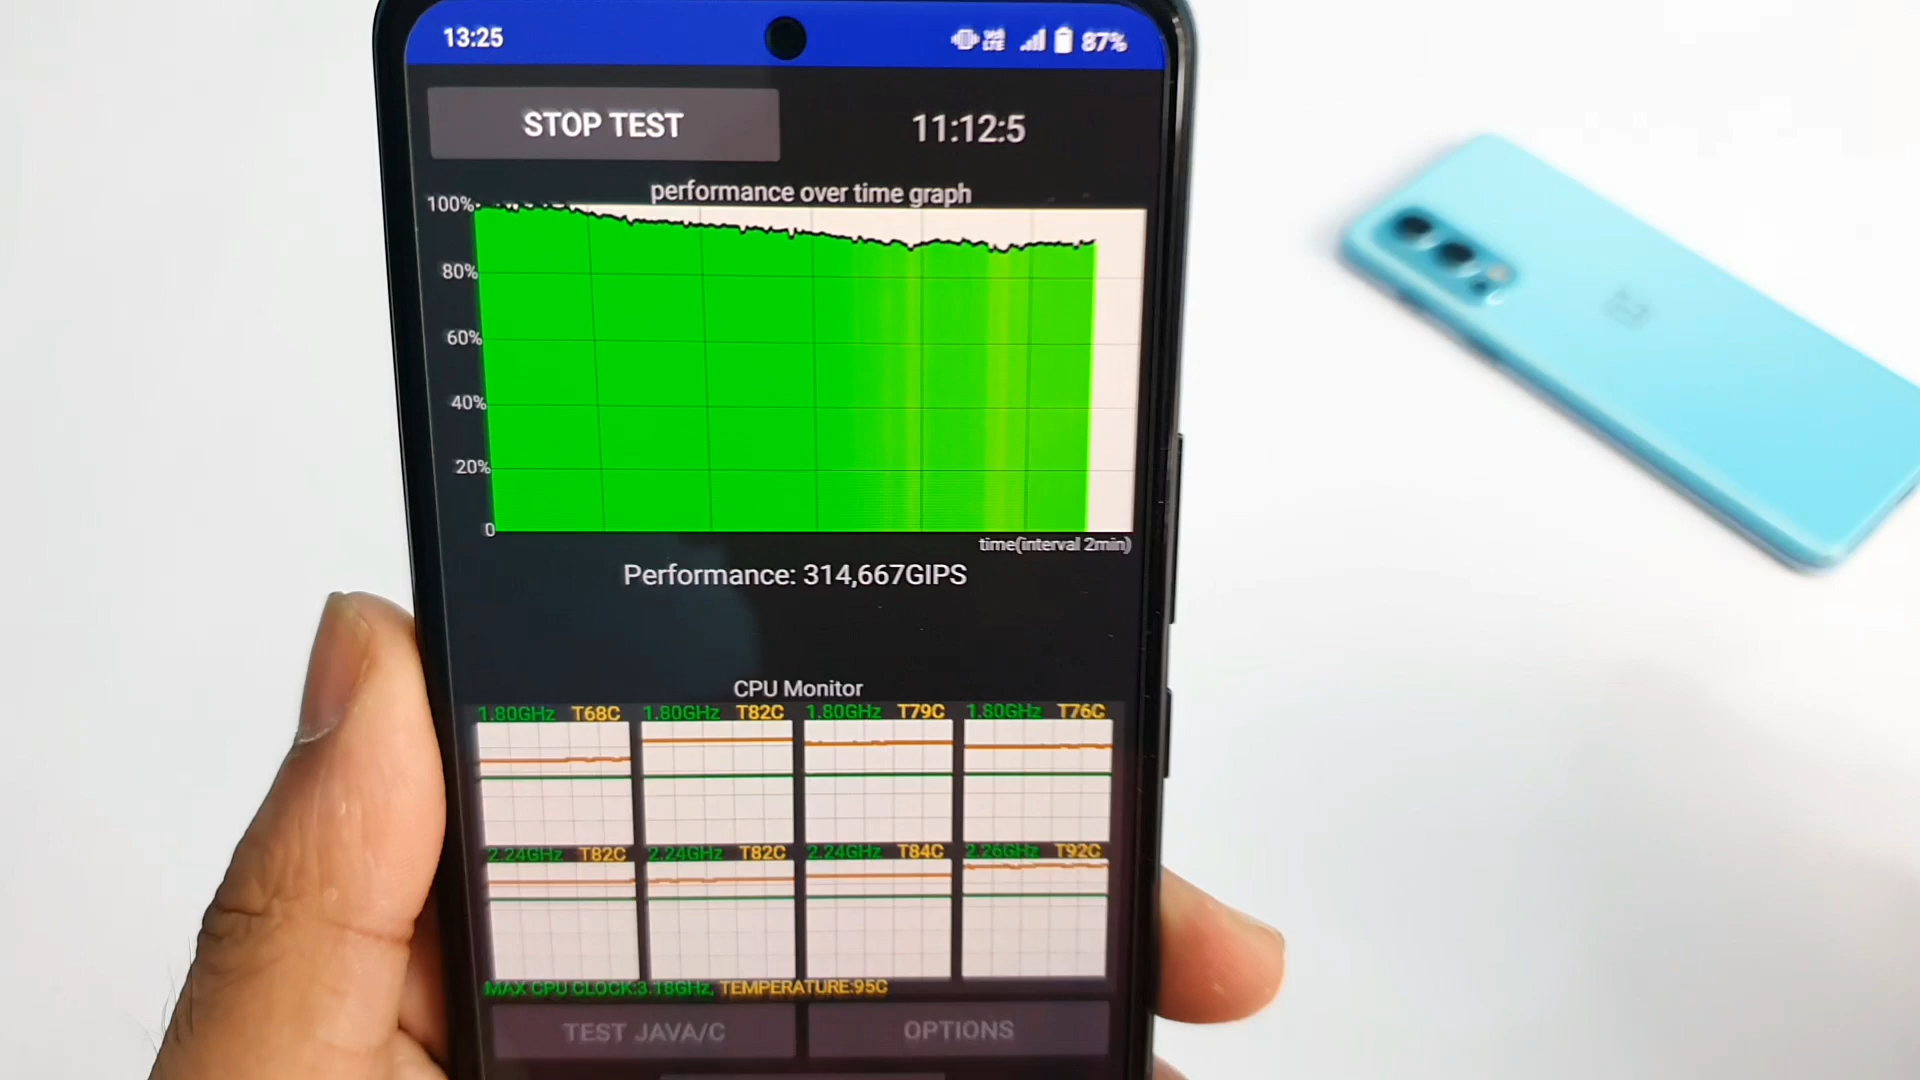 13:25
VoLTE 87%
STOP TEST 11:12:5
performance over time graph
100%
80%
60%
40%
20%
0
time(interval 2min)
Performance: 314,667GIPS
CPU Monitor
1.80GHz T68C 1.80GHz T82C 1.80GHz T79C 1.80GHz T76C
2.24GHz T82C 2.24GHz T82C 2.24GHz T84C 2.26GHz T92C
MAX CPU CLOCK:3.18GHz, TEMPERATURE:95C
TEST JAVA/C OPTIONS